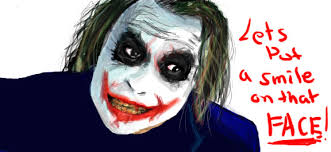 Lets
Put
a smile
on that
FACE!